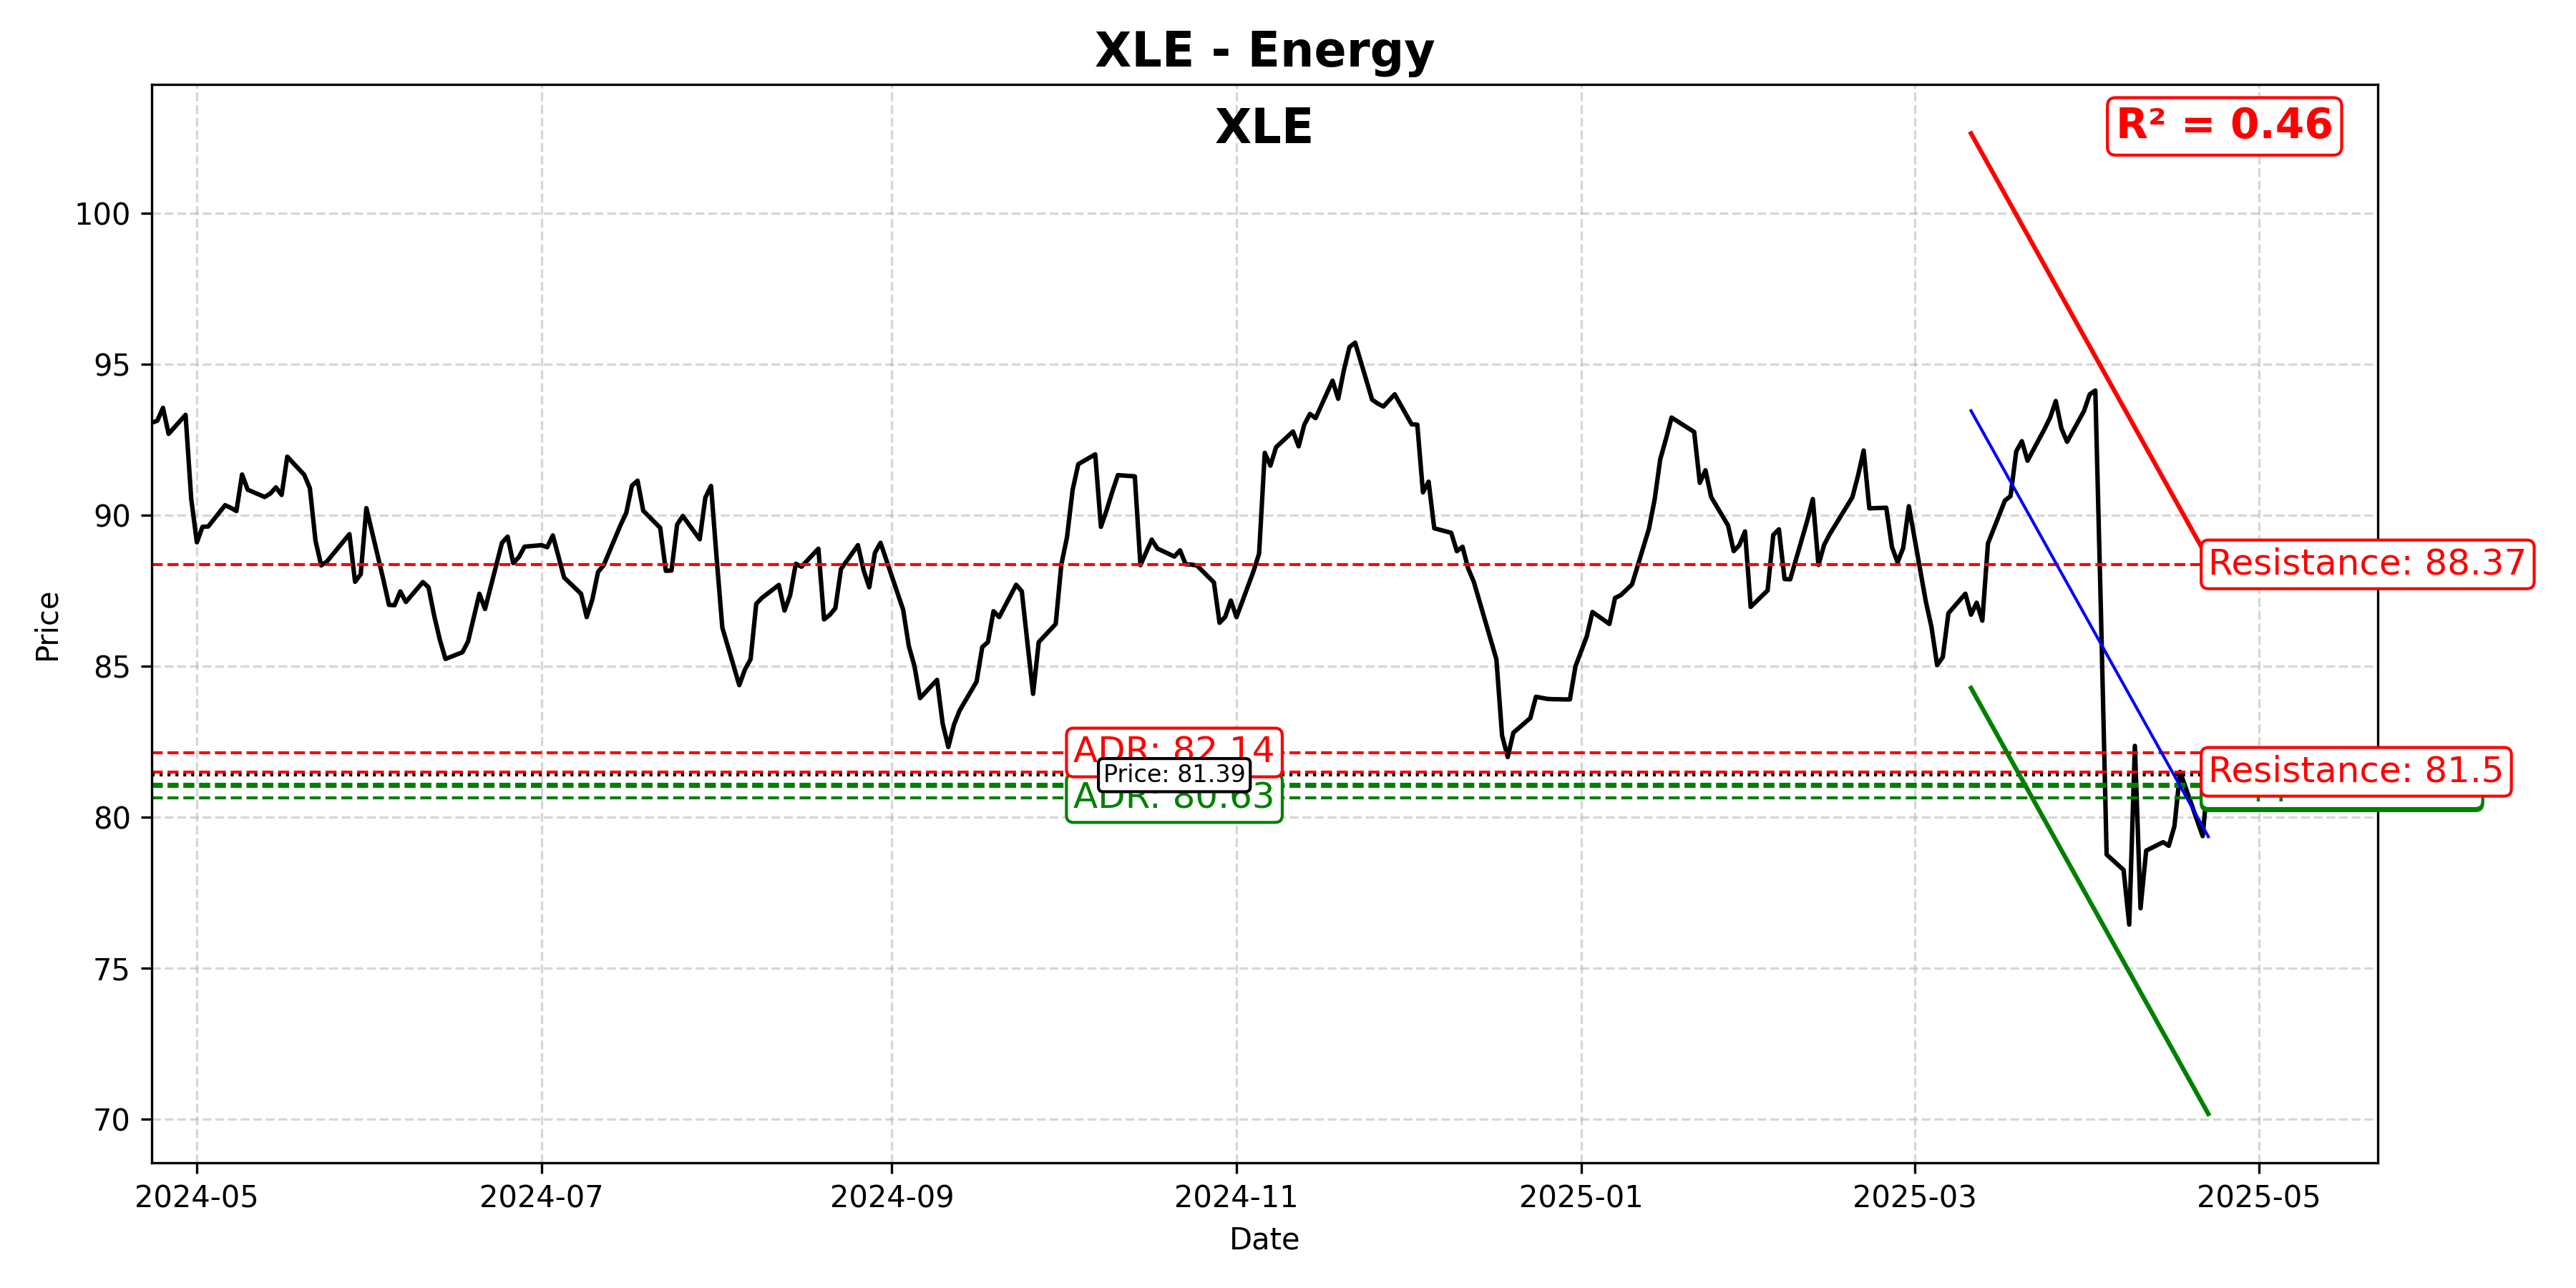 XLE - Energy
XLE
R² = 0.46
100
95
90
85
80
75
70
Price
Resistance: 88.37
ADR: 82.14
Price: 81.39
ADR: 80.63
Resistance: 81.5
2024-05
2024-07
2024-09
2024-11
2025-01
2025-03
2025-05
Date